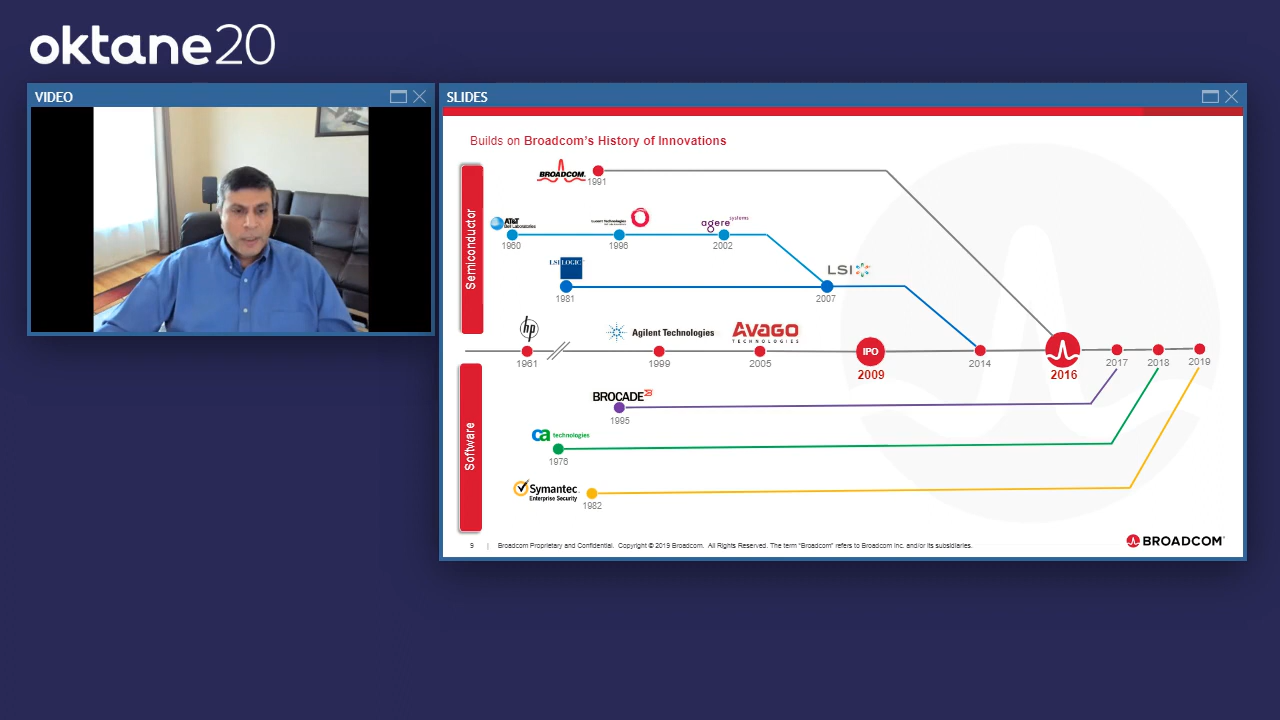 oktane20
VIDEO
SLIDES
Builds on Broadcom's History of Innovations
Semiconductor
BROADCOM.
1991
AT&T
Bell Laboratories
1960
Lucent Technologies
1996
agere systems
2002
LSI LOGIC
1981
LSI
2007
hp
1961
Agilent Technologies
1999
AVAGO
TECHNOLOGIES
2005
IPO
2009
2014
2016
2017
2018
2019
Software
BROCADE
1995
ca technologies
1976
Symantec.
Enterprise Security
1982
9 | Broadcom Proprietary and Confidential. Copyright © 2019 Broadcom. All Rights Reserved. The term "Broadcom" refers to Broadcom Inc. and/or its subsidiaries.
BROADCOM